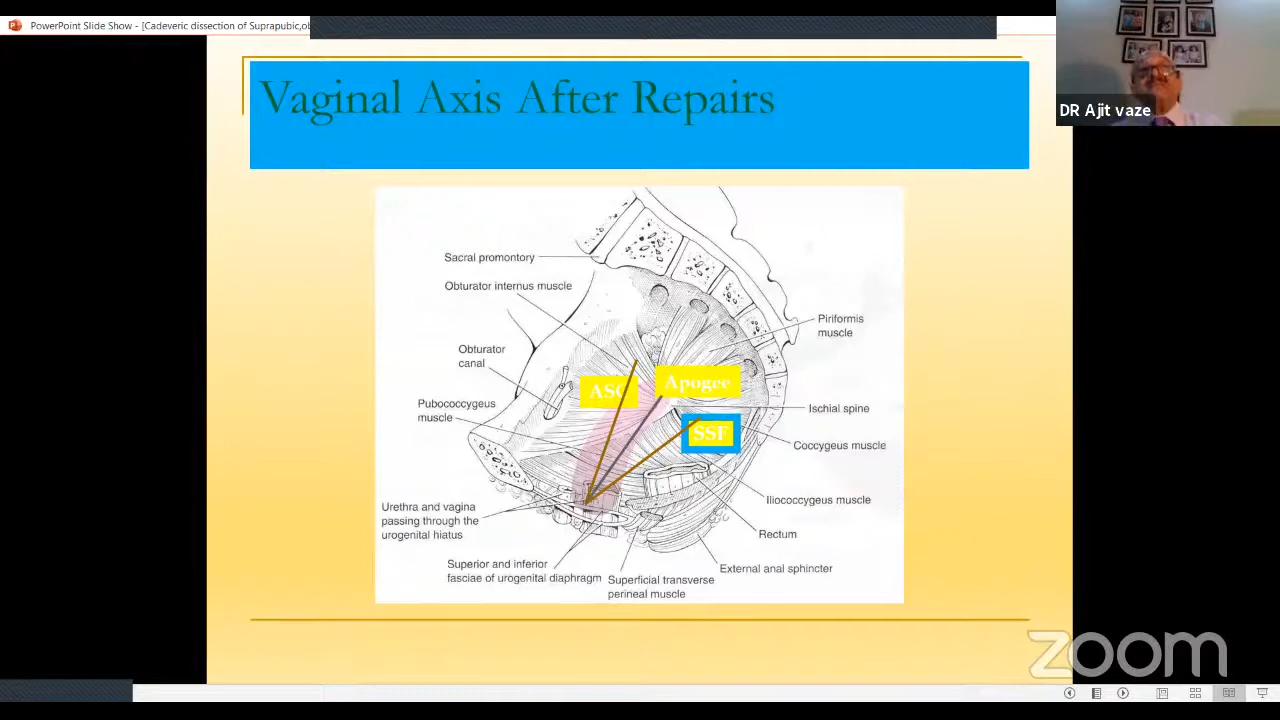 PowerPoint Slide Show - [Cadeveric dissection of Suprapubic,ob
DR Ajit vaze
Vaginal Axis After Repairs
Sacral promontory
Obturator internus muscle
Obturator
canal
Pubococcygeus
muscle
Urethra and vagina
passing through the
urogenital hiatus
Superior and inferior
fasciae of urogenital diaphragm
Superficial transverse
perineal muscle
External anal sphincter
Rectum
Iliococcygeus muscle
Coccygeus muscle
Ischial spine
Piriformis
muscle
Apogee
SSF
zoom